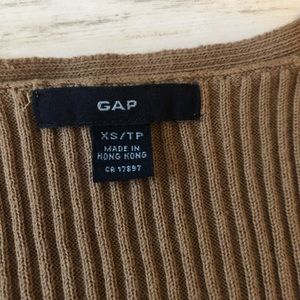 GAP
XS/TP
MADE IN
HONG KONG
CA 17897